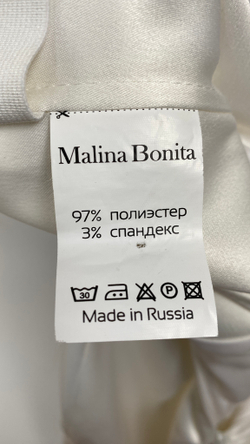 Malina Bonita
97% полиэстер
3% спандекс
30 P
Made in Russia